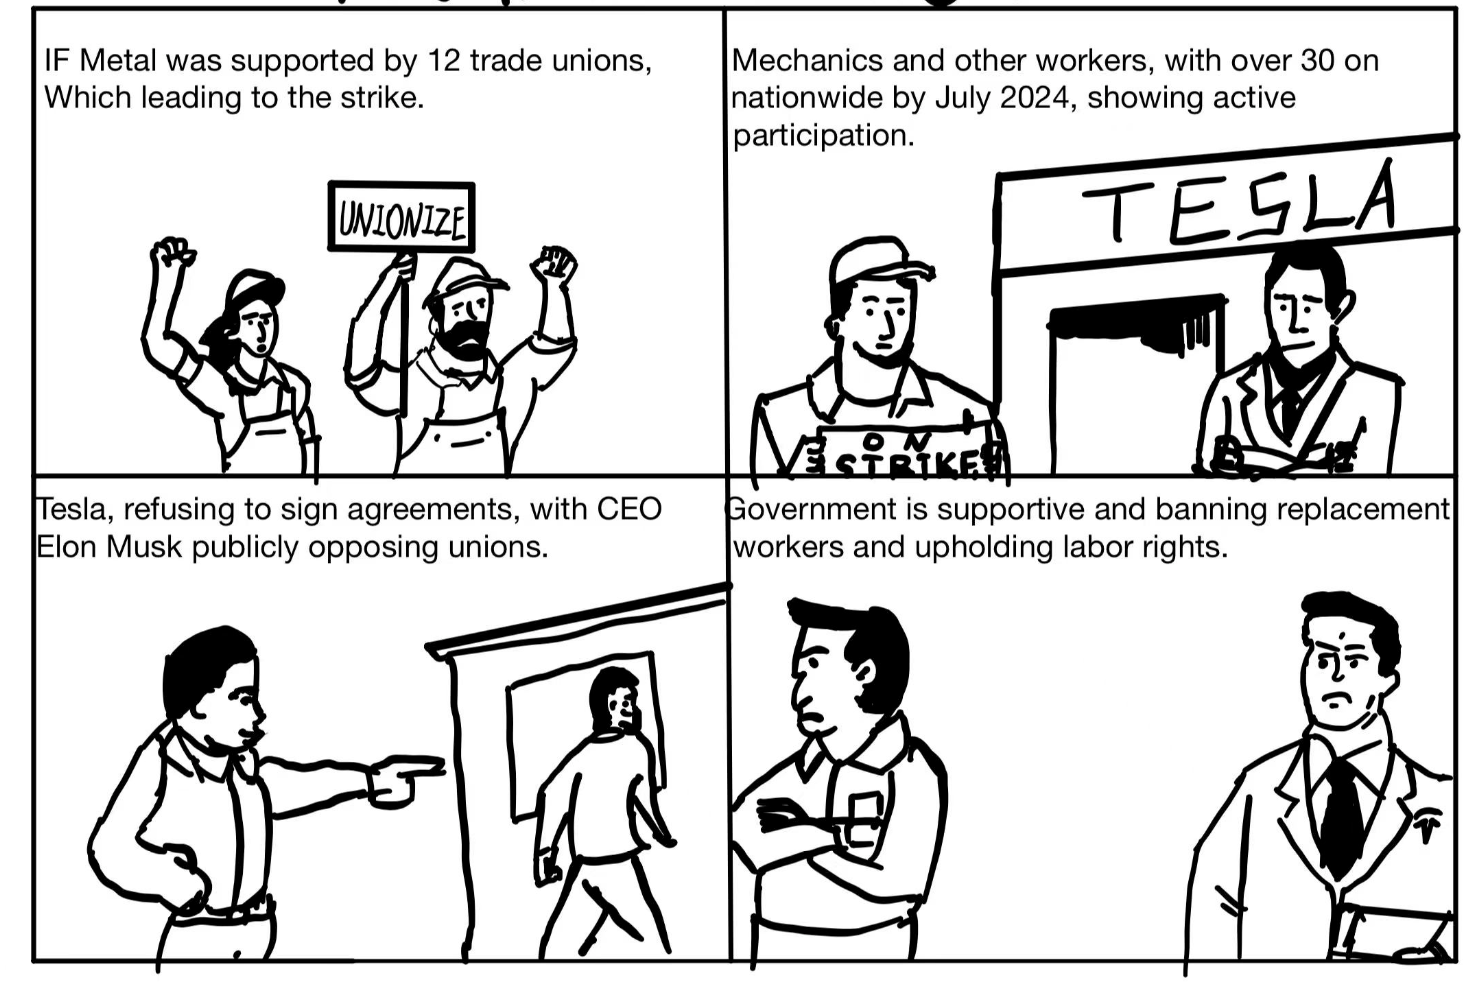 IF Metal was supported by 12 trade unions,
Which leading to the strike.
UNIONIZE
Mechanics and other workers, with over 30 on
nationwide by July 2024, showing active
participation.
TESLA
ON
STRIKE
Tesla, refusing to sign agreements, with CEO
Elon Musk publicly opposing unions.
Government is supportive and banning replacement
workers and upholding labor rights.